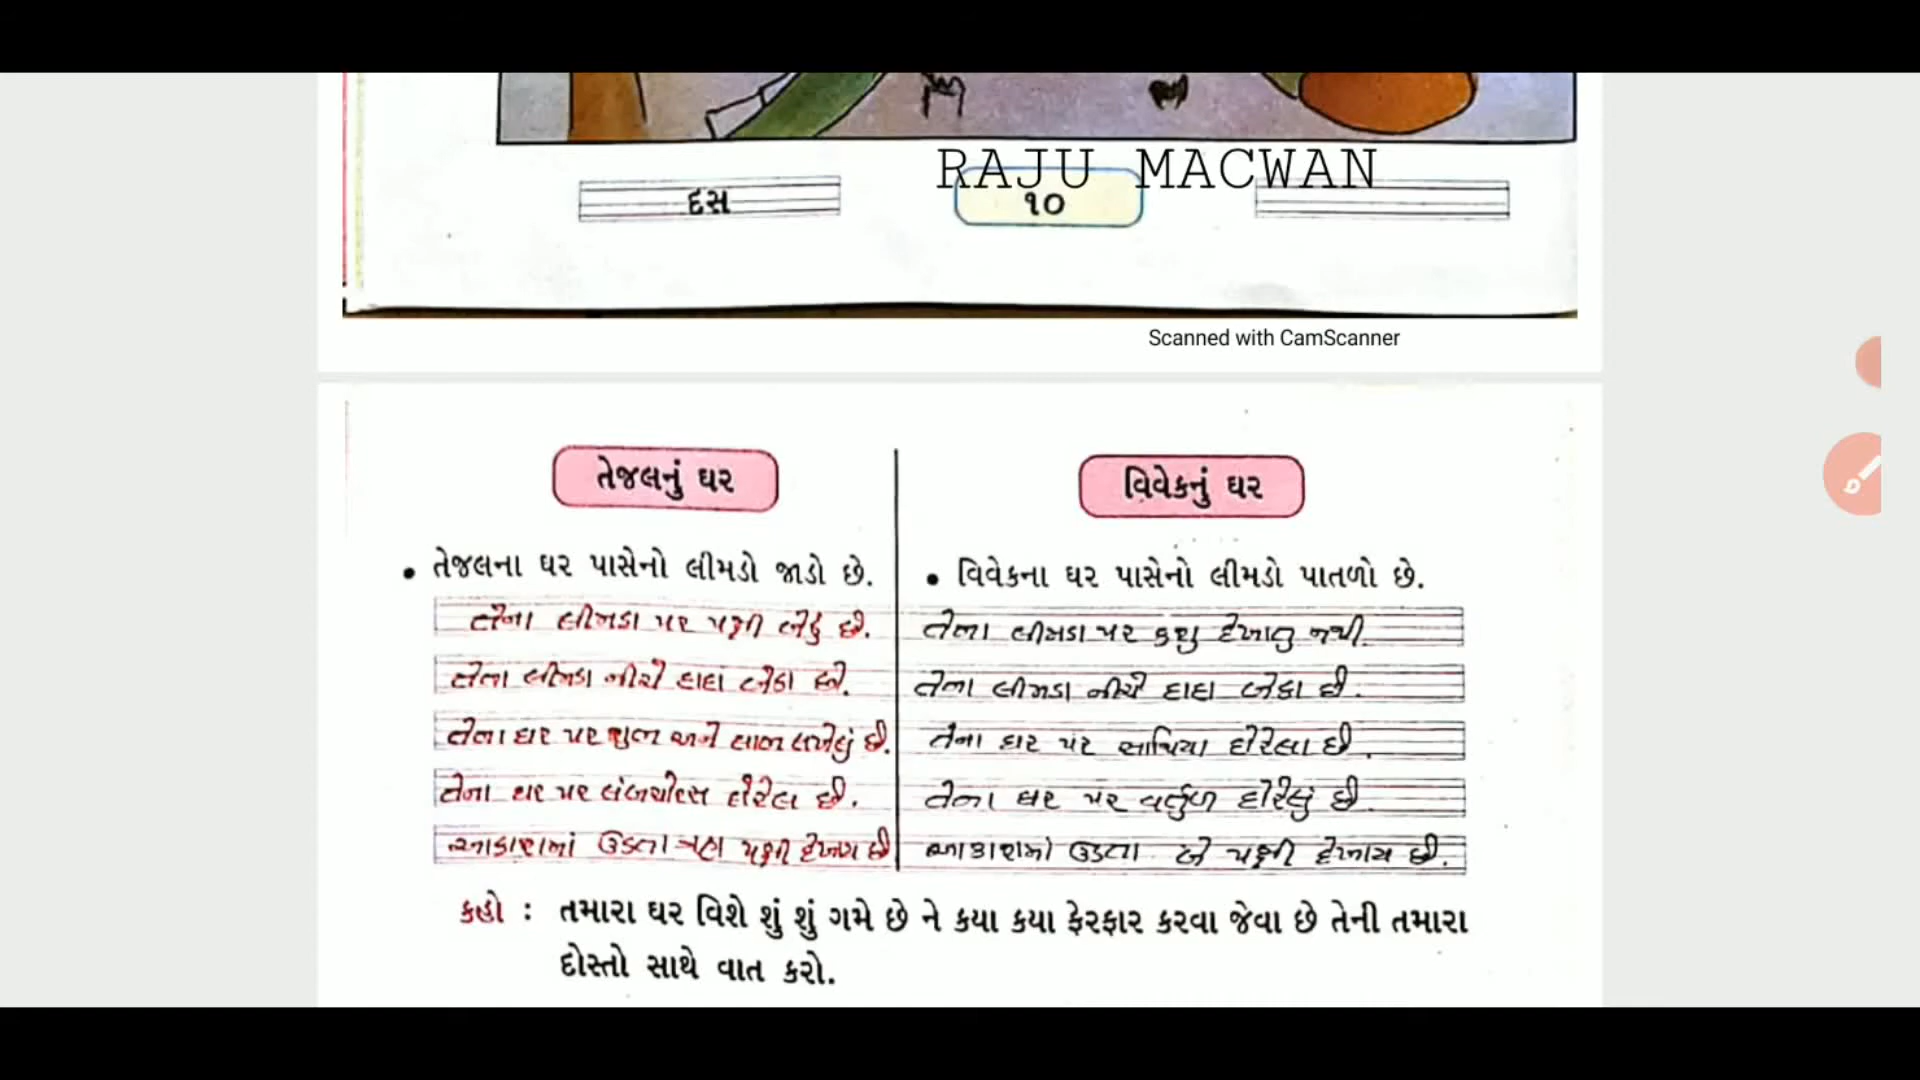 RAJU MACWAN
દસ
૧૦
Scanned with CamScanner
તેજલનું ઘર
વિવેકનું ઘર
• તેજલના ઘર પાસેનો લીમડો જાડો છે.
તેના લીમડા પર પક્ષી બેઠું છે.
તેના લીમડા નીચે દાદા બેઠા છે.
તેના ઘર પર શુભ અને લાભ લખેલું છે.
તેના ઘર પર લંબચોરસ દોરેલ છે.
આકાશમાં ઉડતા ત્રણ પક્ષી દેખાય છે
• વિવેકના ઘર પાસેનો લીમડો પાતળો છે.
તેના લીમડા પર કશુ દેખાતુ નથી.
તેના લીમડા નીચે દાદા બેઠા છે.
તેના ઘર પર સાથિયા દોરેલા છે.
તેના ઘર પર વર્તુળ દોરેલું છે.
આકાશમાં ઉડતા બે પક્ષી દેખાય છે.
કહો : તમારા ઘર વિશે શું શું ગમે છે ને કયા કયા ફેરફાર કરવા જેવા છે તેની તમારા
દોસ્તો સાથે વાત કરો.